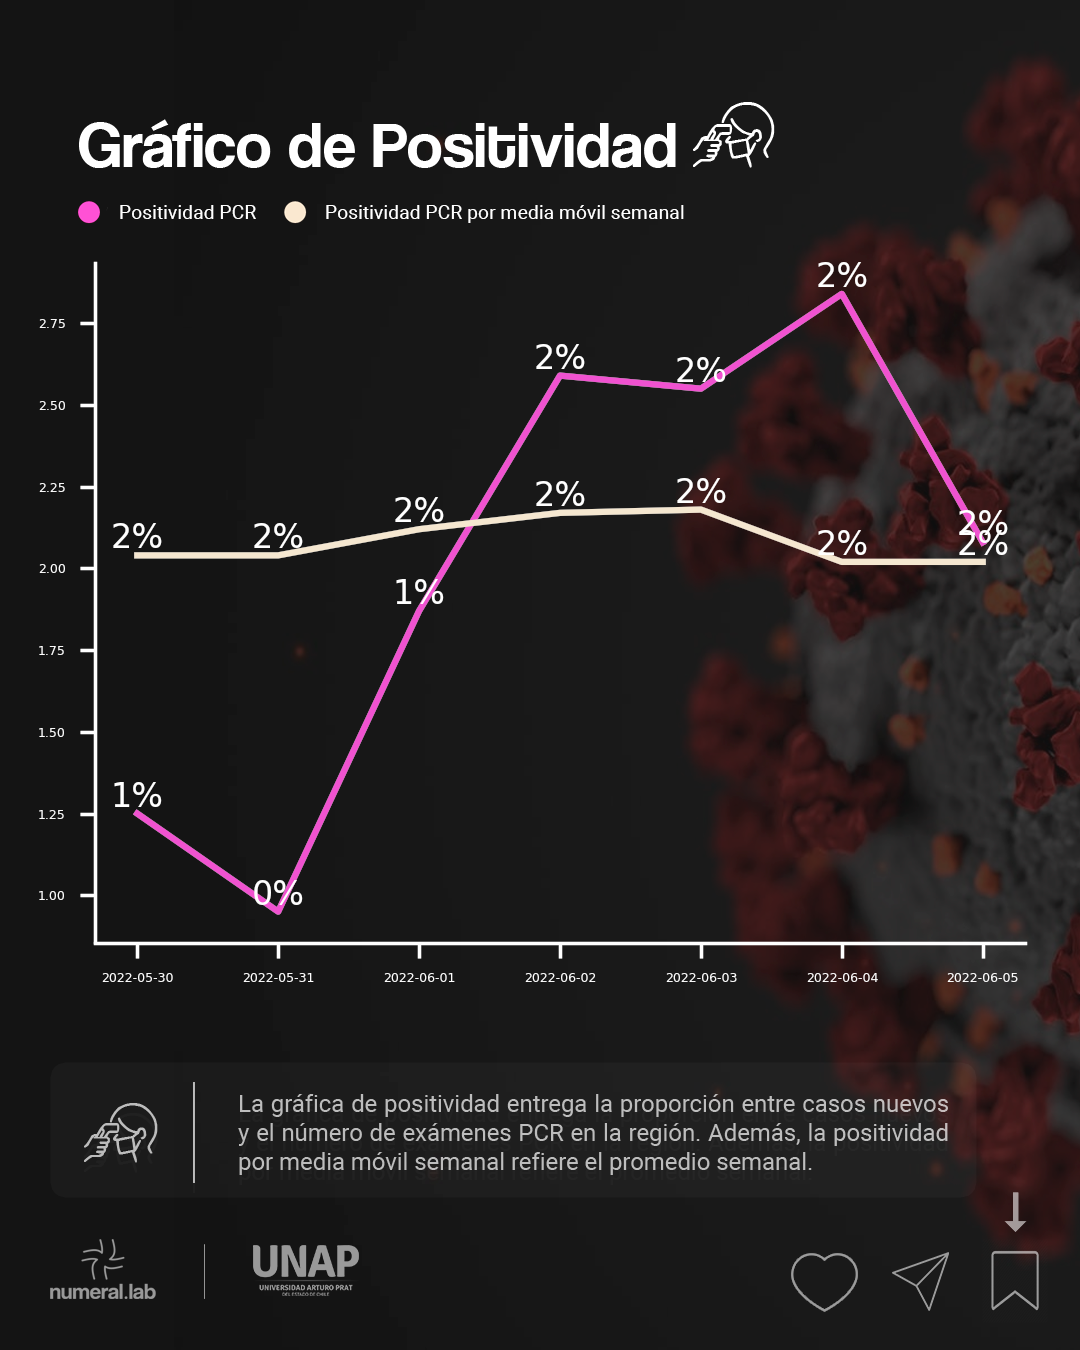 Gráfico de Positividad
Positividad PCR
Positividad PCR por media móvil semanal
2%
2.75
2%
2%
2.50
2.25
2%
2%
2%
2%
2%
2%
2%
2%
2.00
1%
1.75
1.50
1.25
1%
1.00
0%
2022-05-30
2022-05-31
2022-06-01
2022-06-02
2022-06-03
2022-06-04
2022-06-05
La gráfica de positividad entrega la proporción entre casos nuevos
y el número de exámenes PCR en la región. Además, la positividad
por media móvil semanal refiere el promedio semanal.
numeral.lab
UNAP
UNIVERSIDAD ARTURO PRAT
DEL ESTADO DE CHILE